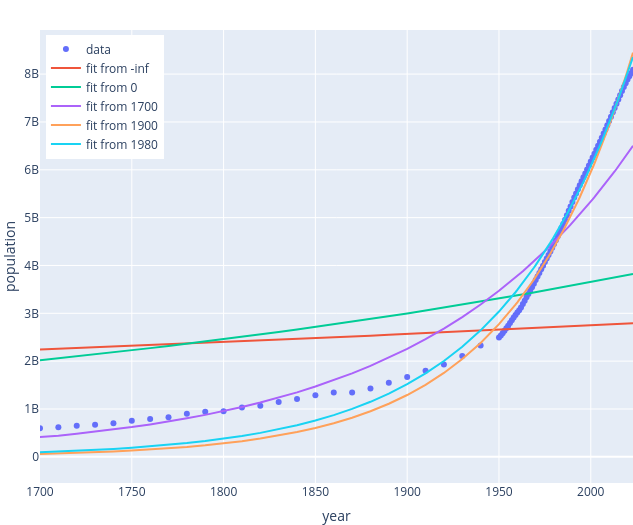 data
fit from -inf
fit from 0
fit from 1700
fit from 1900
fit from 1980
8B
7B
6B
5B
4B
3B
2B
1B
0
population
1700
1750
1800
1850
1900
1950
2000
year